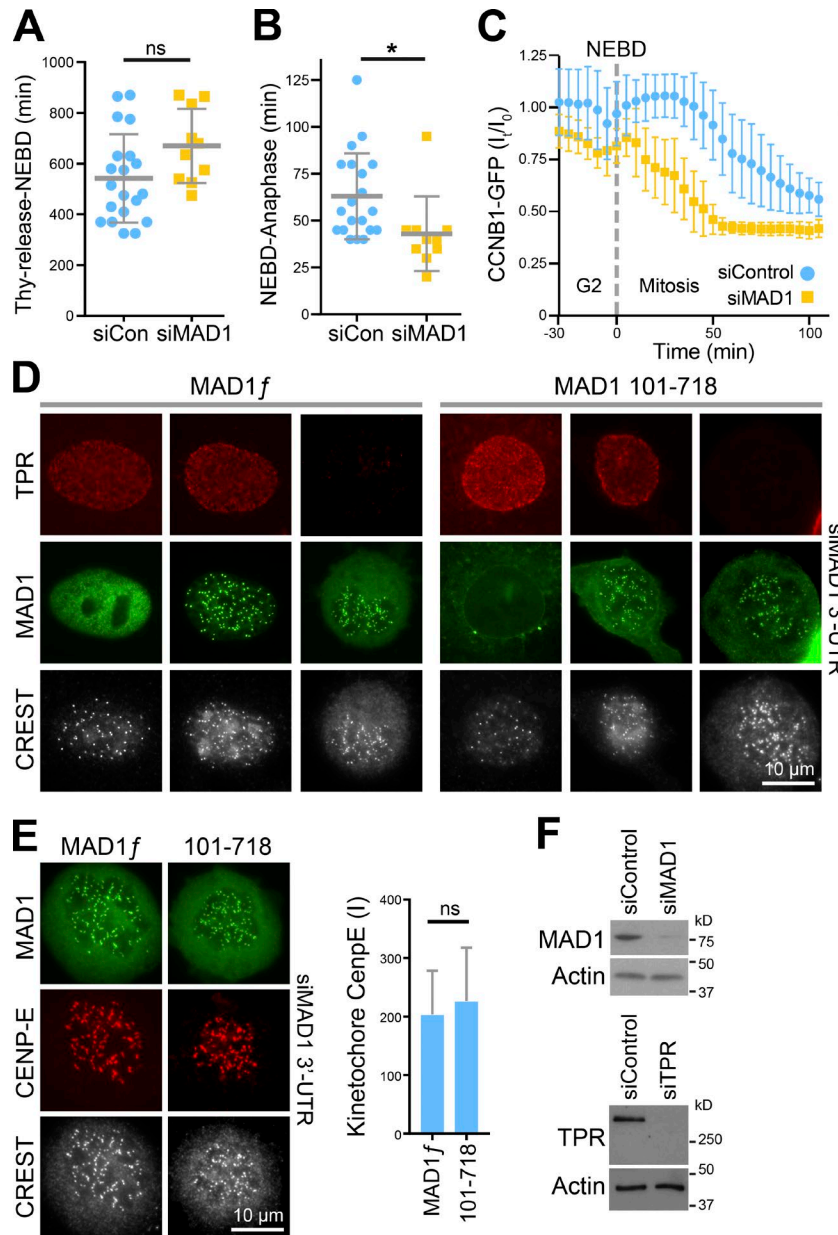 A
ns
Thy-release-NEBD (min)
1000
800
600
400
200
0
siCon
siMAD1
B
*
NEBD-Anaphase (min)
125
100
75
50
25
0
siCon
siMAD1
C
NEBD
CCNB1-GFP (It/I0)
1.25
1.00
0.75
0.50
0.25
0
G2
Mitosis
siControl
siMAD1
-30
0
50
100
Time (min)
D
MAD1f
MAD1 101-718
TPR
MAD1
CREST
siMAD1 3'-UTR
10 µm
E
MAD1f
101-718
MAD1
CENP-E
CREST
siMAD1 3'-UTR
10 µm
Kinetochore CenpE (I)
400
300
200
100
0
ns
MAD1f
101-718
F
siControl
siMAD1
kD
MAD1
75
50
Actin
37
siControl
siTPR
kD
TPR
250
50
Actin
37